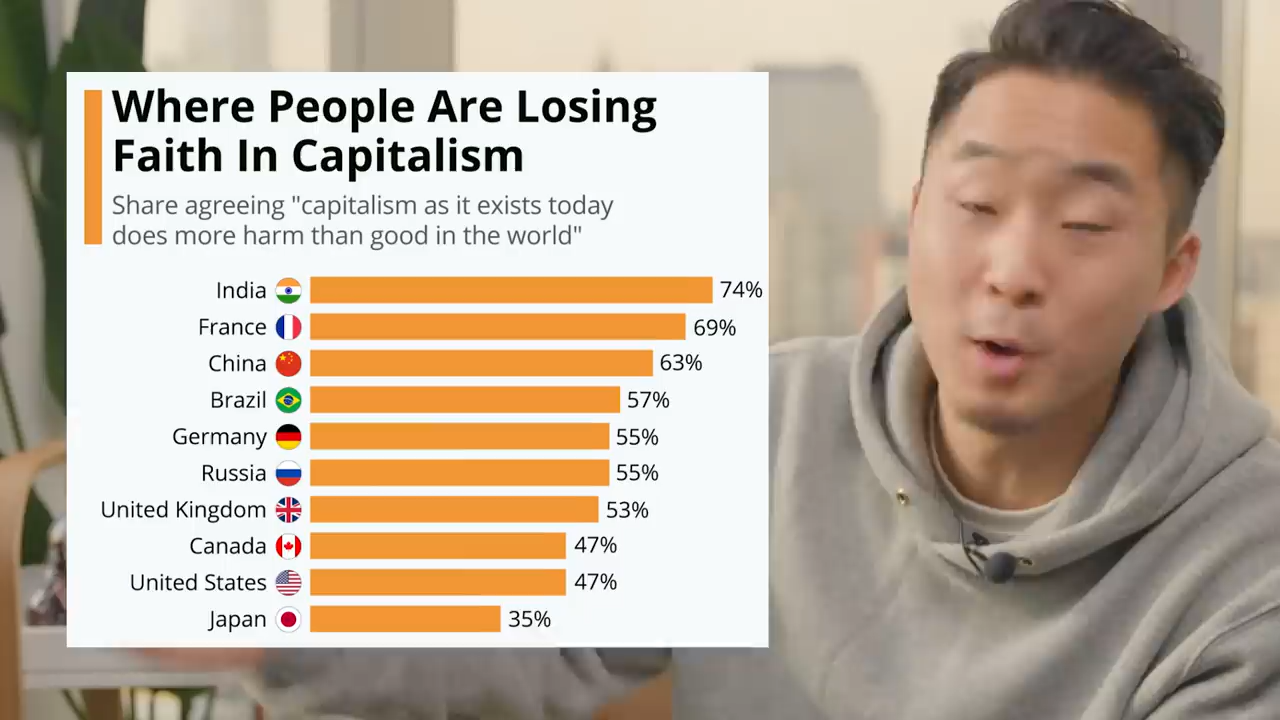 Where People Are Losing
Faith In Capitalism
Share agreeing "capitalism as it exists today
does more harm than good in the world"
India 74%
France 69%
China 63%
Brazil 57%
Germany 55%
Russia 55%
United Kingdom 53%
Canada 47%
United States 47%
Japan 35%